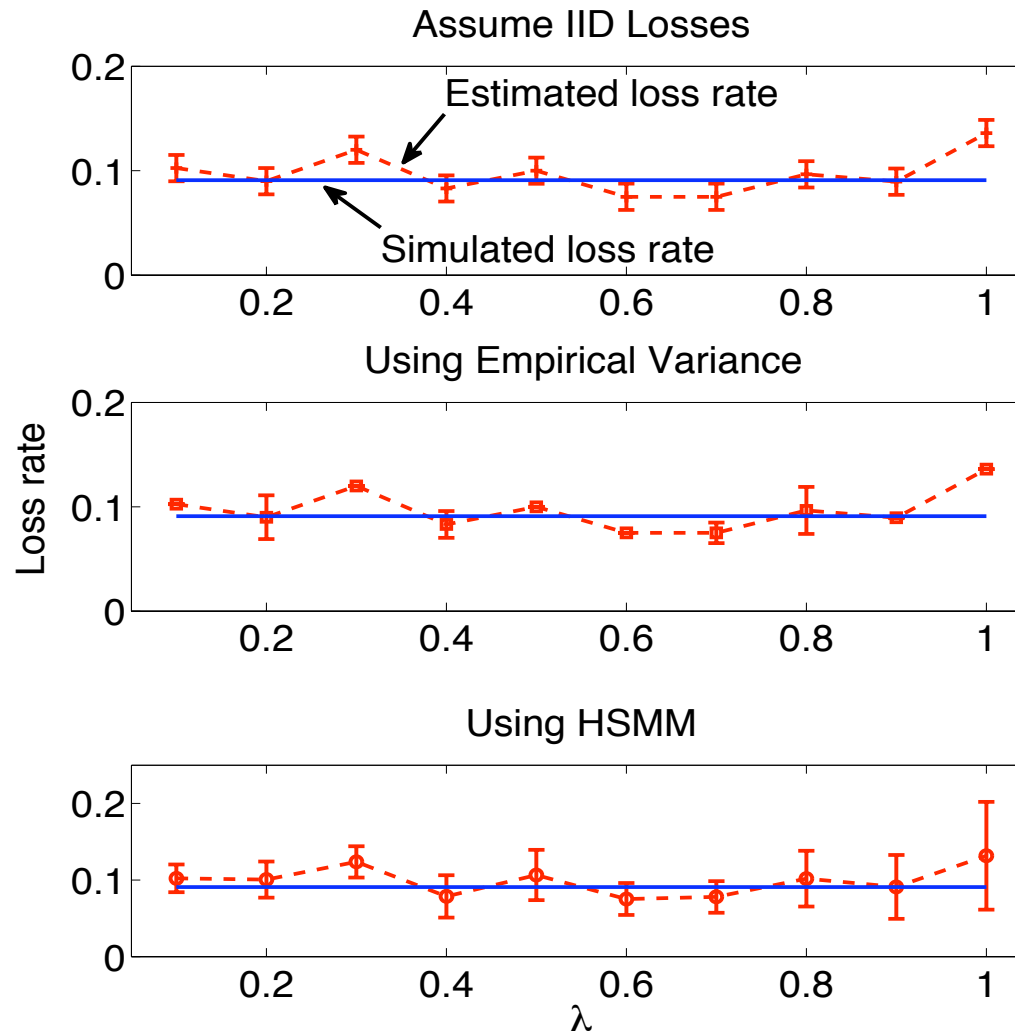 Assume IID Losses
0.2
Estimated loss rate
0.1
Simulated loss rate
0
0.2 0.4 0.6 0.8 1
Using Empirical Variance
0.2
0.1
0
0.2 0.4 0.6 0.8 1
Loss rate
Using HSMM
0.2
0.1
0
0.2 0.4 0.6 0.8 1
λ